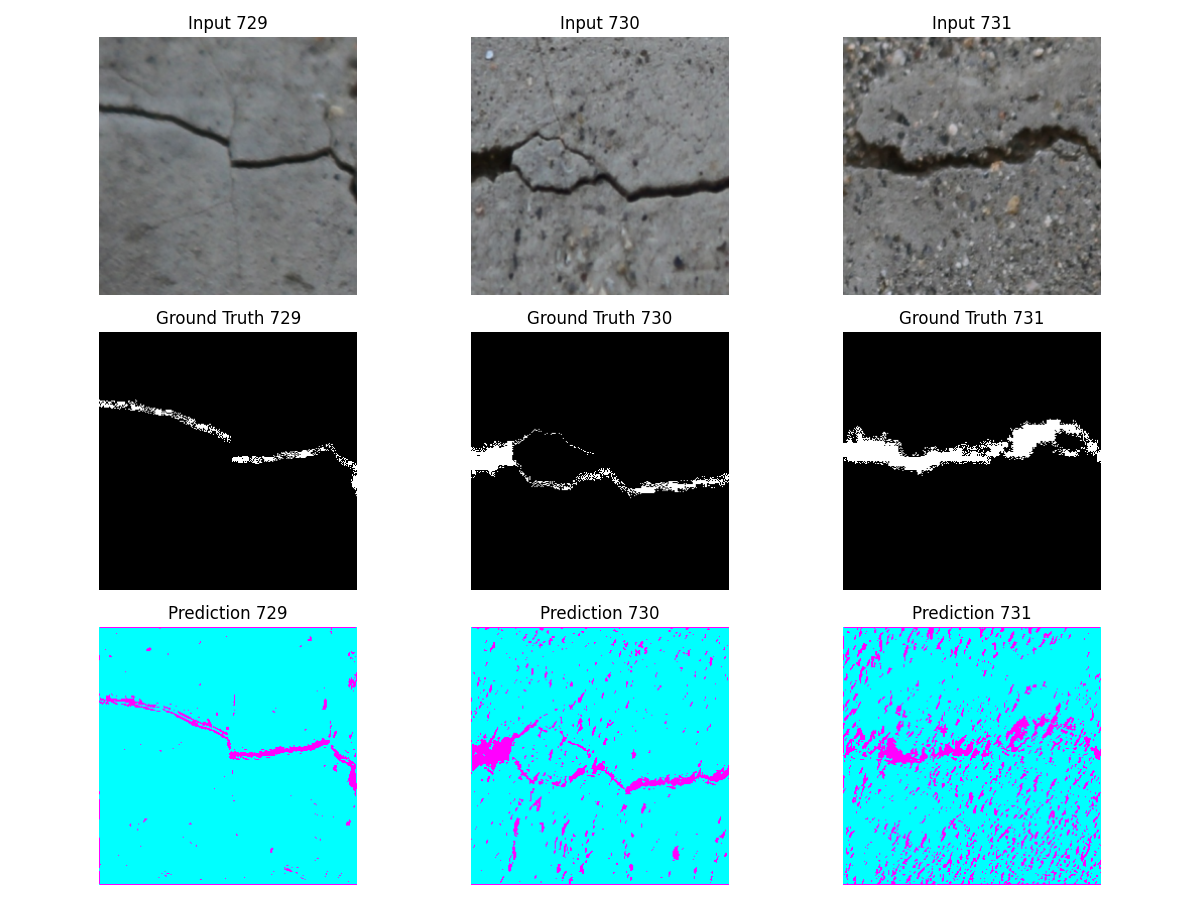 Input 729
Input 730
Input 731
Ground Truth 729
Ground Truth 730
Ground Truth 731
Prediction 729
Prediction 730
Prediction 731